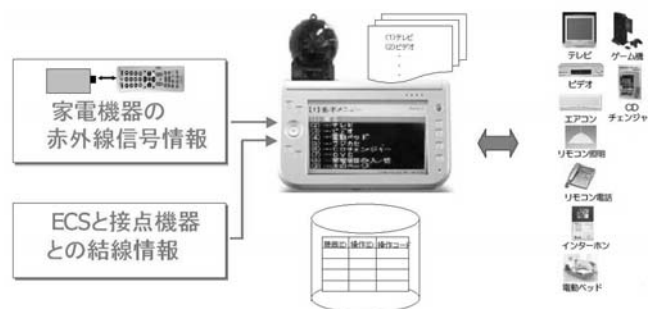 家電機器の
赤外線信号情報
ECSと接点機器
との結線情報
(1)テレビ
(2)ビデオ
・
・
・
機器ID 操作ID 操作コード
テレビ
ゲーム機
ビデオ
CD
チェンジャ
エアコン
リモコン照明
リモコン電話
インターホン
電動ベッド